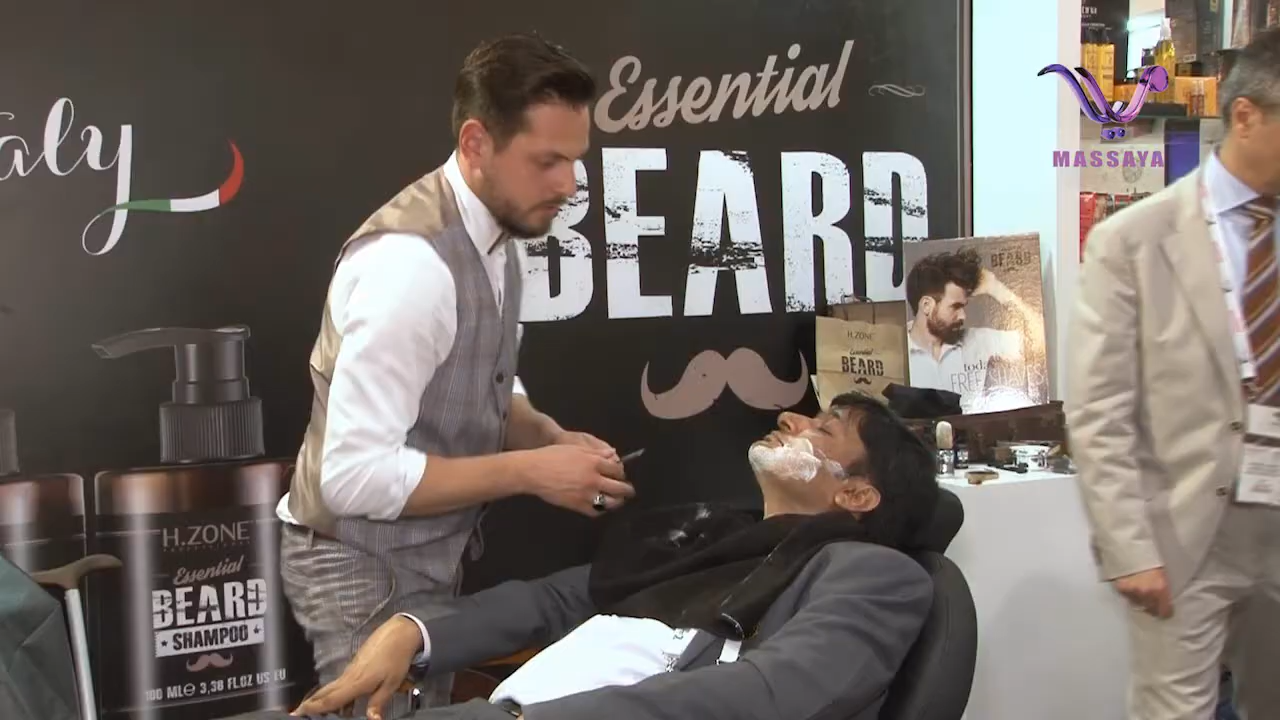 aly
Essential
BEARD
MASSAYA
BEARD
H.ZONE
Essential
BEARD
H.ZONE
PROFESSIONAL
Essential
BEARD
SHAMPOO
100 ML℮ 3,38 FL.OZ US EU